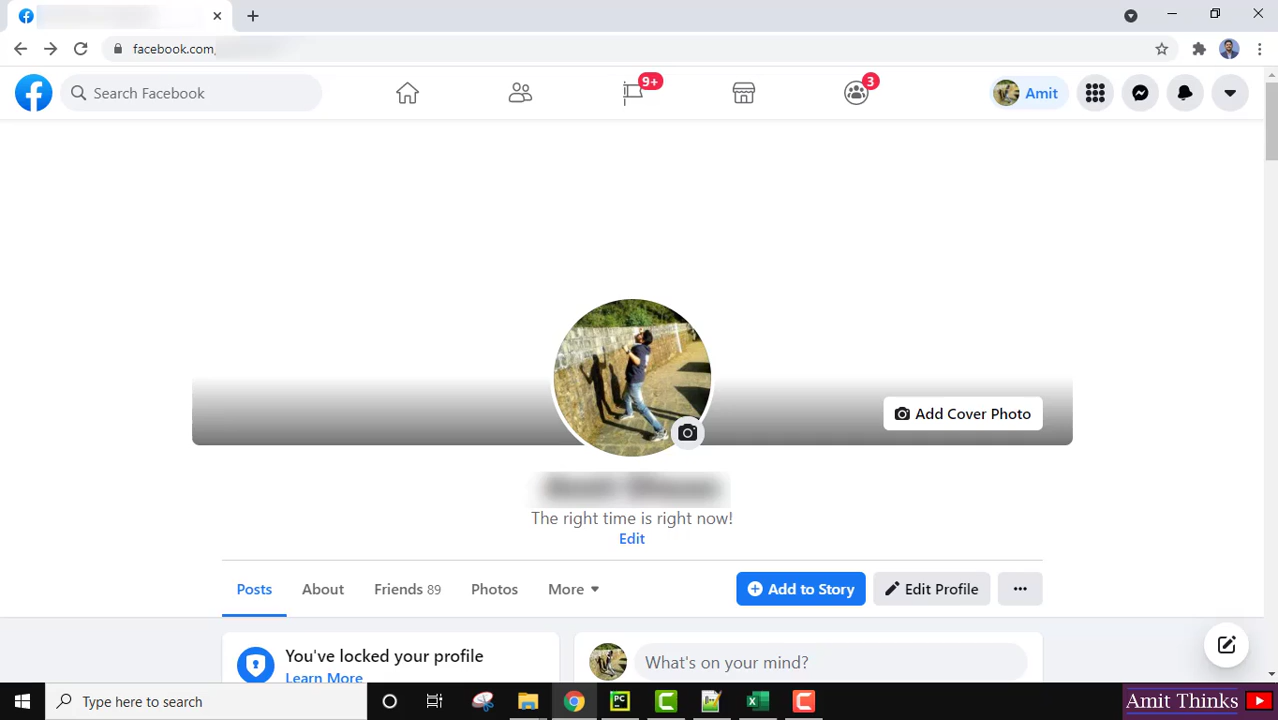 facebook.com
Search Facebook
9+
3
Amit
Add Cover Photo
The right time is right now!
Edit
Posts
About
Friends 89
Photos
More
Add to Story
Edit Profile
You've locked your profile
Learn More
What's on your mind?
Type here to search
PC
Amit Thinks